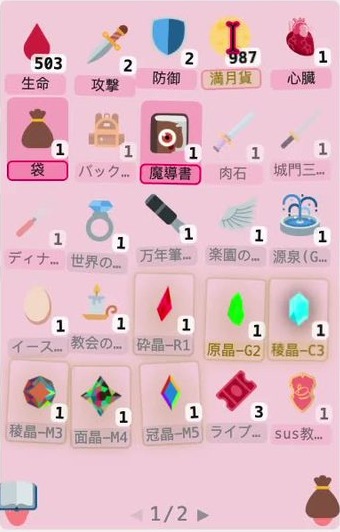 503
2
2
987
1
生命
攻撃
防御
満月貨
心臓
1
1
1
1
1
袋
バック…
魔導書
肉石
城門三…
1
1
1
1
1
ディナ…
世界の…
万年筆…
楽園の…
源泉(G…
1
1
1
1
1
イース…
教会の…
砕晶-R1
原晶-G2
稜晶-C3
1
1
1
3
1
稜晶-M3
面晶-M4
冠晶-M5
ライブ…
sus教…
◀ 1/2 ▶